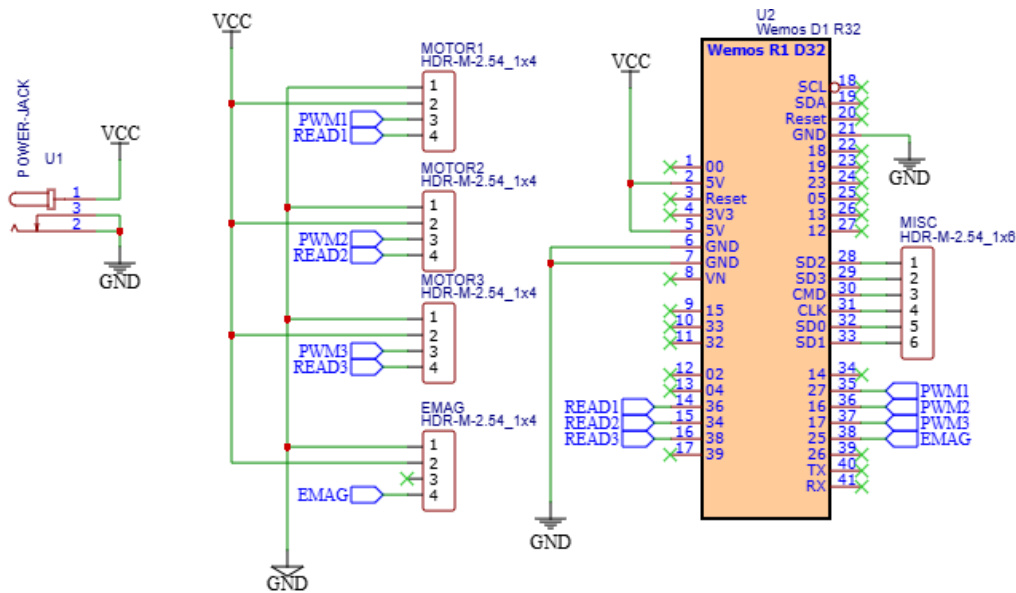 POWER-JACK
U1
VCC
1
3
2
GND
VCC
MOTOR1
HDR-M-2.54_1x4
1
2
PWM1 3
READ1 4
MOTOR2
HDR-M-2.54_1x4
1
2
PWM2 3
READ2 4
MOTOR3
HDR-M-2.54_1x4
1
2
PWM3 3
READ3 4
EMAG
HDR-M-2.54_1x4
1
2
3
EMAG 4
GND
U2
Wemos D1 R32
Wemos R1 D32
VCC
1 00
2 5V
3 Reset
4 3V3
5 5V
6 GND
7 GND
8 VN
9 15
10 33
11 32
12 02
13 04
READ1 14 36
READ2 15 34
READ3 16 38
17 39
GND
SCL 18
SDA 19
Reset 20
GND 21
18 22
19 23
23 24
05 25
13 26
12 27
GND
MISC
HDR-M-2.54_1x6
SD2 28 1
SD3 29 2
CMD 30 3
CLK 31 4
SD0 32 5
SD1 33 6
14 34
27 35 PWM1
16 36 PWM2
17 37 PWM3
25 38 EMAG
26 39
TX 40
RX 41